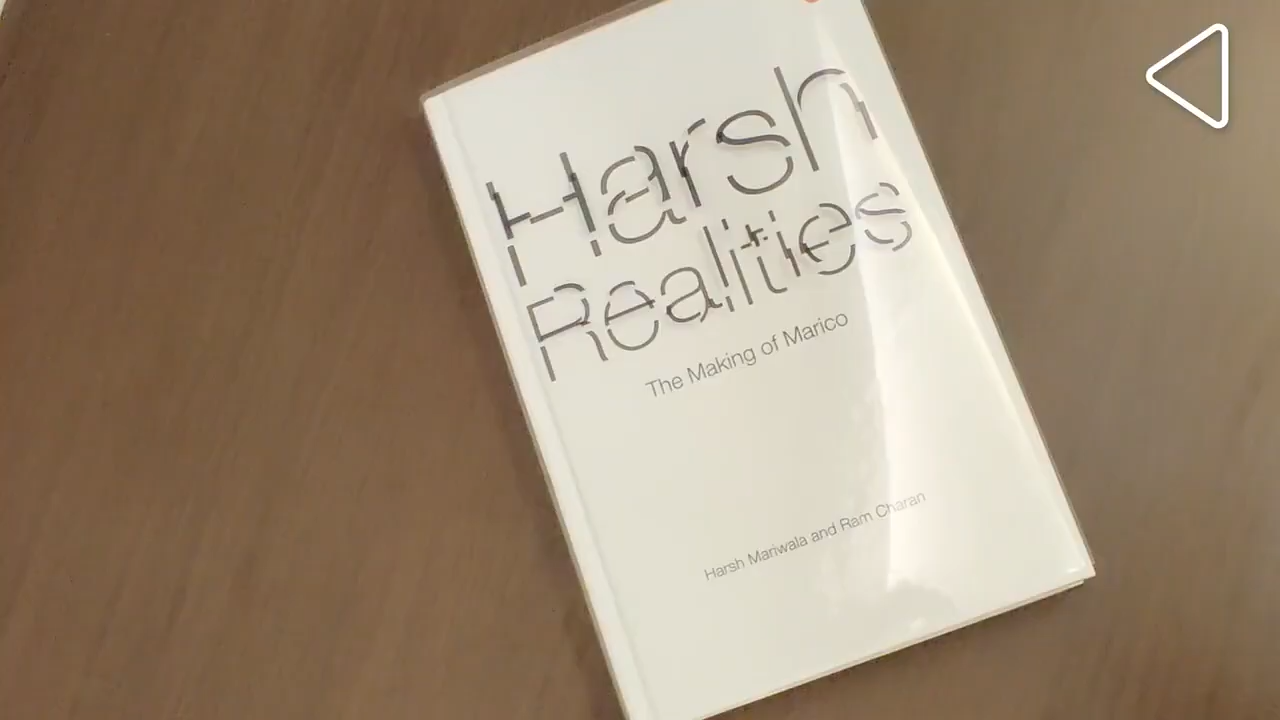 Harsh
Realities
The Making of Marico
Harsh Mariwala and Ram Charan